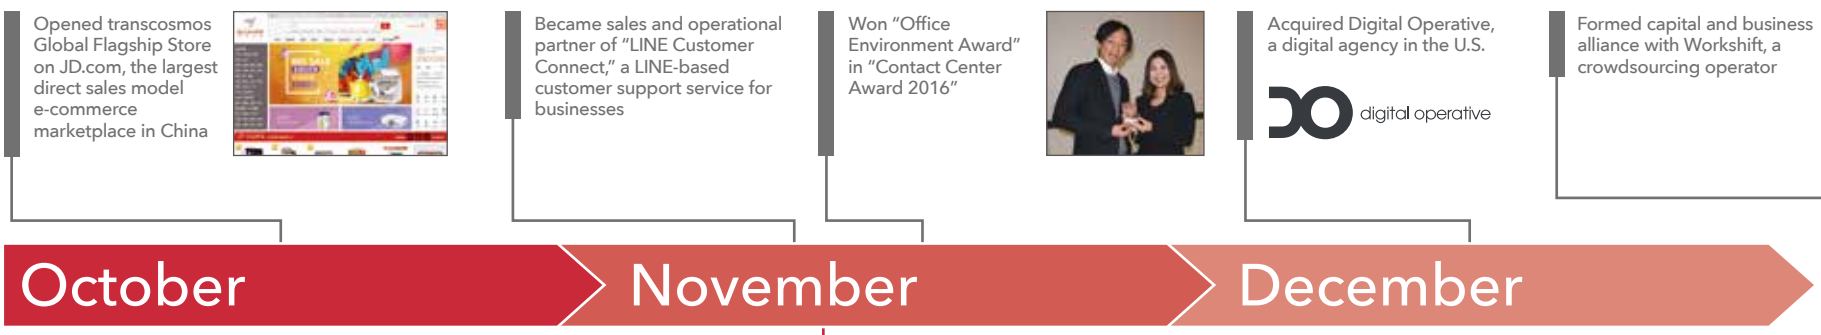 Opened transcosmos
Global Flagship Store
on JD.com, the largest
direct sales model
e-commerce
marketplace in China
Became sales and operational
partner of “LINE Customer
Connect,” a LINE-based
customer support service for
businesses
Won “Office
Environment Award”
in “Contact Center
Award 2016”
Acquired Digital Operative,
a digital agency in the U.S.
DO digital operative
Formed capital and business
alliance with Workshift, a
crowdsourcing operator
October
November
December